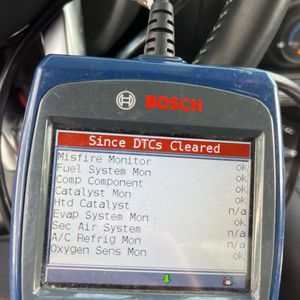 BOSCH
Since DTCs Cleared
Misfire Monitor ok
Fuel System Mon ok
Comp Component ok
Catalyst Mon ok
Htd Catalyst n/a
Evap System Mon ok
Sec Air System n/a
A/C Refrig Mon n/a
Oxygen Sens Mon ok